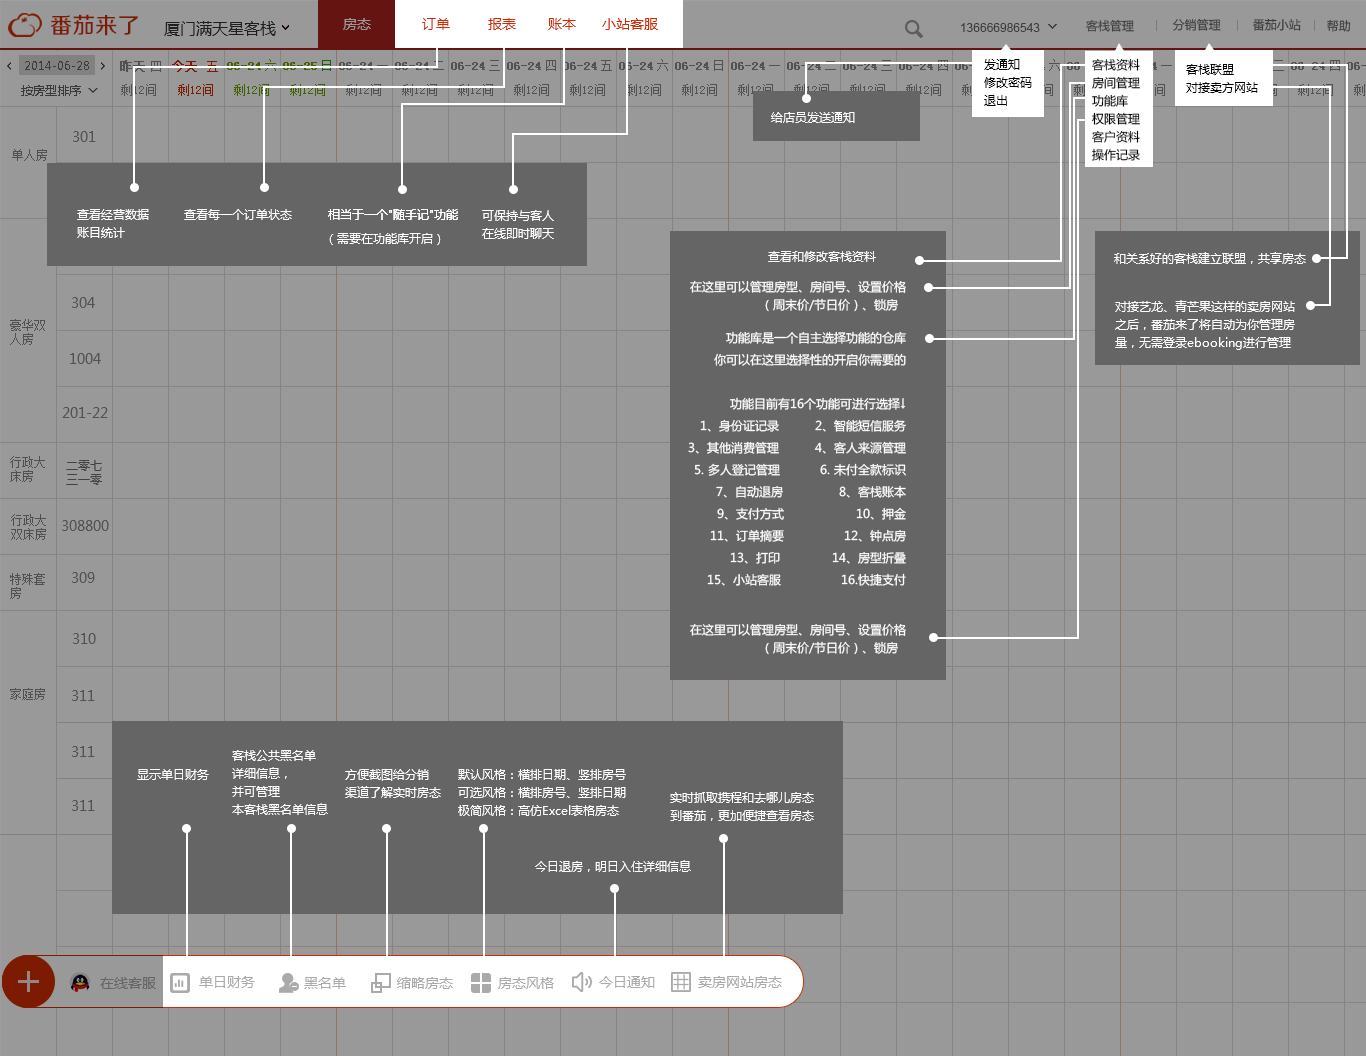 番茄来了
厦门满天星客栈
房态
订单
报表
账本
小站客服
136666986543
客栈管理
分销管理
番茄小站
帮助
2014-06-28
昨天 四
今天 五
06-24 六
06-25 日
06-24 一
06-24 二
06-24 三
06-24 四
06-24 五
06-24 六
06-24 日
06-24 一
06-24 二
06-24 三
按房型排序
剩12间
剩12间
剩12间
剩12间
剩12间
剩12间
剩12间
剩12间
剩12间
剩12间
剩12间
剩12间
剩12间
剩12间
发通知
修改密码
退出
客栈资料
房间管理
功能库
权限管理
客户资料
操作记录
客栈联盟
对接卖方网站
给店员发送通知
单人房
301
查看经营数据
账目统计
查看每一个订单状态
相当于一个"随手记"功能
（需要在功能库开启）
可保持与客人
在线即时聊天
豪华双
人房
304
1004
201-22
行政大
床房
二零七
三一零
行政大
双床房
308800
特殊套
房
309
家庭房
310
311
311
311
查看和修改客栈资料
在这里可以管理房型、房间号、设置价格
（周末价/节日价）、锁房
功能库是一个自主选择功能的仓库
你可以在这里选择性的开启你需要的
功能目前有16个功能可进行选择↓
1、身份证记录
2、智能短信服务
3、其他消费管理
4、客人来源管理
5. 多人登记管理
6. 未付全款标识
7、自动退房
8、客栈账本
9、支付方式
10、押金
11、订单摘要
12、钟点房
13、打印
14、房型折叠
15、小站客服
16.快捷支付
在这里可以管理房型、房间号、设置价格
（周末价/节日价）、锁房
和关系好的客栈建立联盟，共享房态
对接艺龙、青芒果这样的卖房网站
之后，番茄来了将自动为你管理房
量，无需登录ebooking进行管理
显示单日财务
客栈公共黑名单
详细信息，
并可管理
本客栈黑名单信息
方便截图给分销
渠道了解实时房态
默认风格：横排日期、竖排房号
可选风格：横排房号、竖排日期
极简风格：高仿Excel表格房态
实时抓取携程和去哪儿房态
到番茄，更加便捷查看房态
今日退房，明日入住详细信息
在线客服
单日财务
黑名单
缩略房态
房态风格
今日通知
卖房网站房态